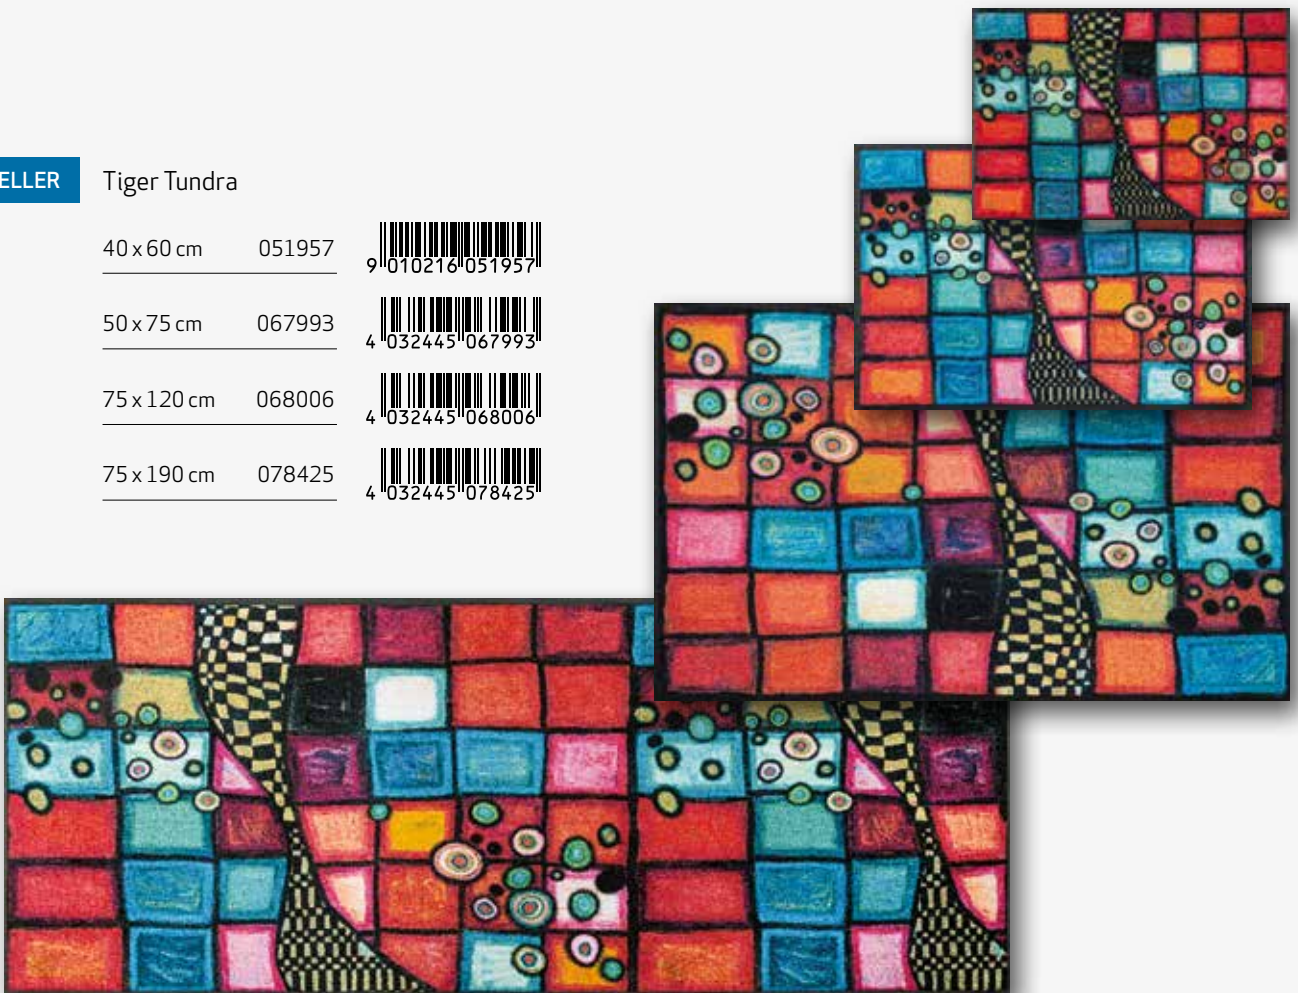 ELLER
Tiger Tundra
40 x 60 cm 051957
9 010216 051957
50 x 75 cm 067993
4 032445 067993
75 x 120 cm 068006
4 032445 068006
75 x 190 cm 078425
4 032445 078425